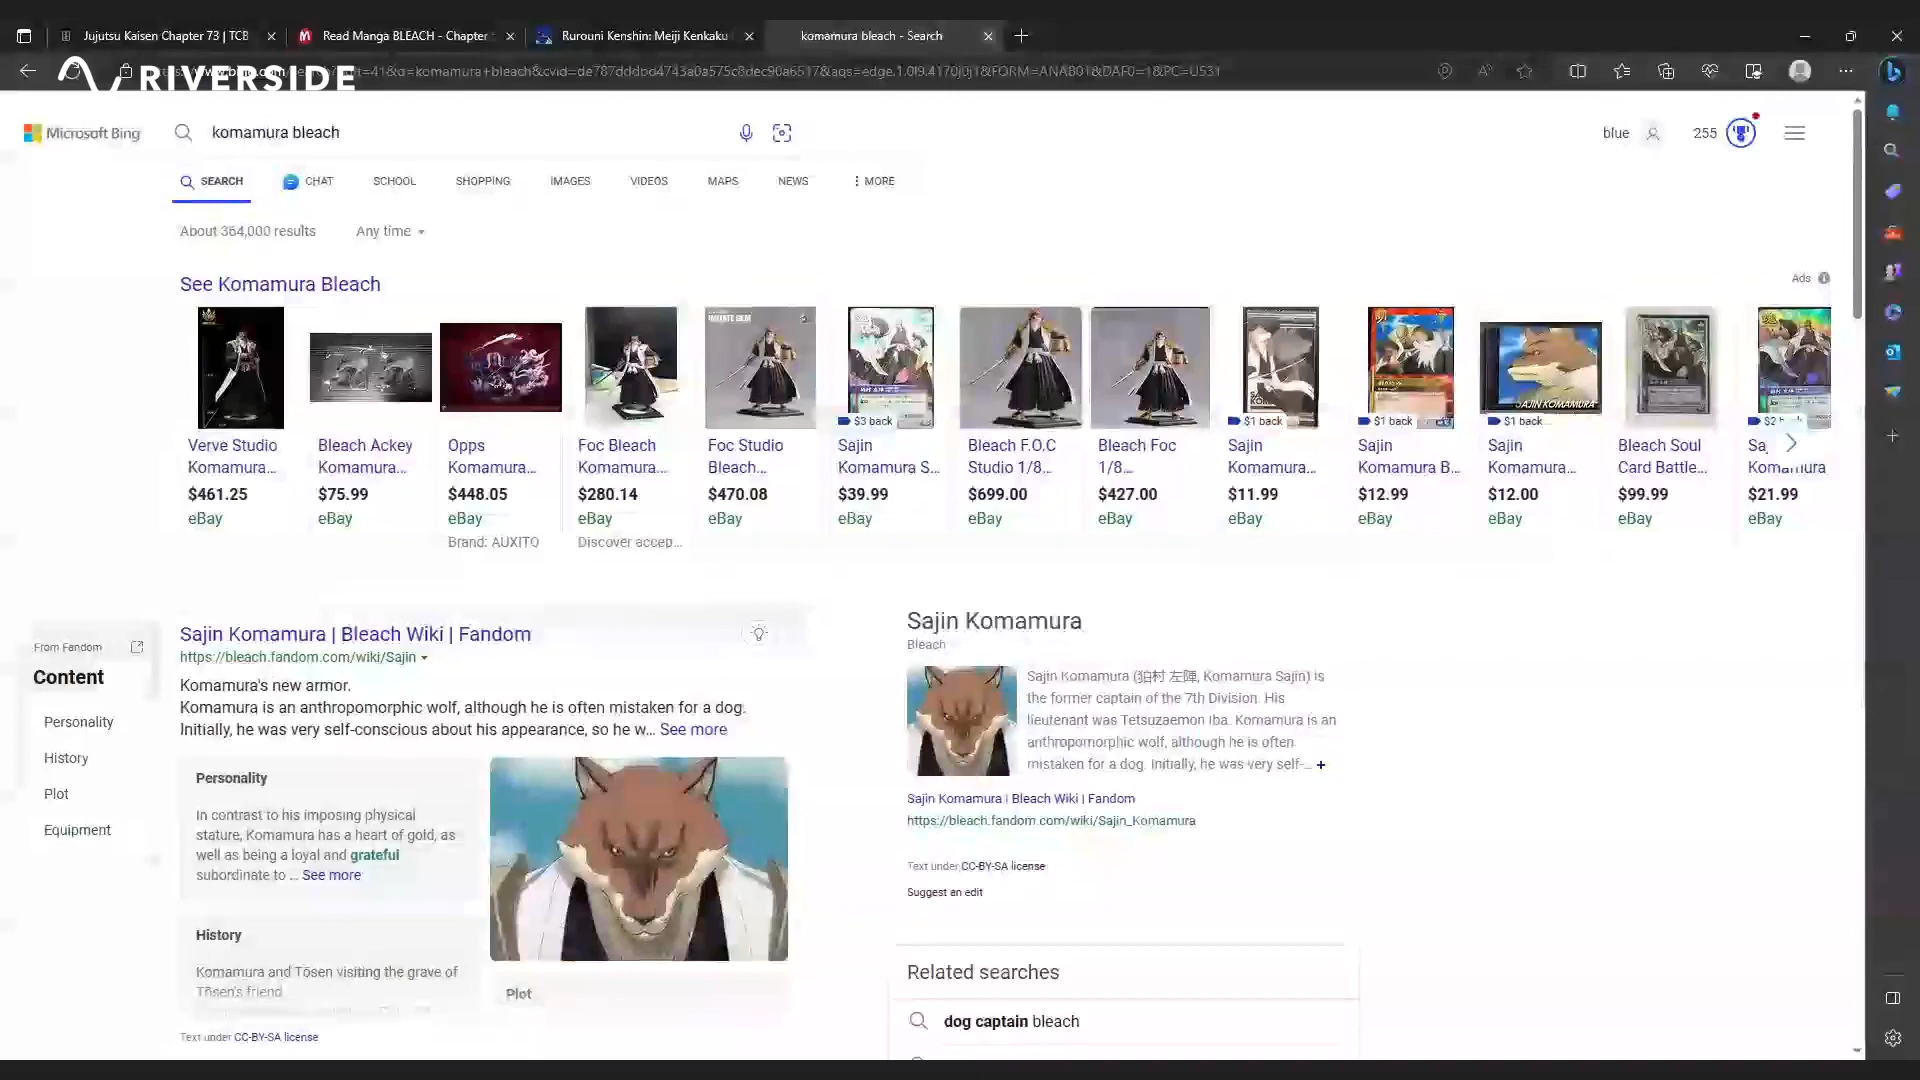 Jujutsu Kaisen Chapter 73 | TCB
Read Manga BLEACH - Chapter
Rurouni Kenshin: Meiji Kenkaku
komamura bleach - Search
RIVERSIDE
Microsoft Bing
komamura bleach
blue
255
SEARCH
CHAT
SCHOOL
SHOPPING
IMAGES
VIDEOS
MAPS
NEWS
MORE
About 364,000 results
Any time
See Komamura Bleach
Ads
$3 back
$1 back
$1 back
$1 back
SAJIN KOMAMURA
Verve Studio
Komamura...
$461.25
eBay
Bleach Ackey
Komamura...
$75.99
eBay
Opps
Komamura...
$448.05
eBay
Brand: AUXITO
Foc Bleach
Komamura...
$280.14
eBay
Discover accep...
Foc Studio
Bleach...
$470.08
eBay
Sajin
Komamura S...
$39.99
eBay
Bleach F.O.C
Studio 1/8...
$699.00
eBay
Bleach Foc
1/8...
$427.00
eBay
Sajin
Komamura...
$11.99
eBay
Sajin
Komamura B...
$12.99
eBay
Sajin
Komamura...
$12.00
eBay
Bleach Soul
Card Battle...
$99.99
eBay
Komamura
$21.99
eBay
From Fandom
Content
Personality
History
Plot
Equipment
Sajin Komamura | Bleach Wiki | Fandom
https://bleach.fandom.com/wiki/Sajin
Komamura's new armor.
Komamura is an anthropomorphic wolf, although he is often mistaken for a dog.
Initially, he was very self-conscious about his appearance, so he w... See more
Personality
In contrast to his imposing physical
stature, Komamura has a heart of gold, as
well as being a loyal and grateful
subordinate to ... See more
History
Komamura and Tōsen visiting the grave of
Tōsen's friend
Plot
Text under CC-BY-SA license
Sajin Komamura
Bleach
Sajin Komamura (狛村 左陣, Komamura Sajin) is
the former captain of the 7th Division. His
lieutenant was Tetsuzaemon Iba. Komamura is an
anthropomorphic wolf, although he is often
mistaken for a dog. Initially, he was very self-... +
Sajin Komamura | Bleach Wiki | Fandom
https://bleach.fandom.com/wiki/Sajin_Komamura
Text under CC-BY-SA license
Suggest an edit
Related searches
dog captain bleach